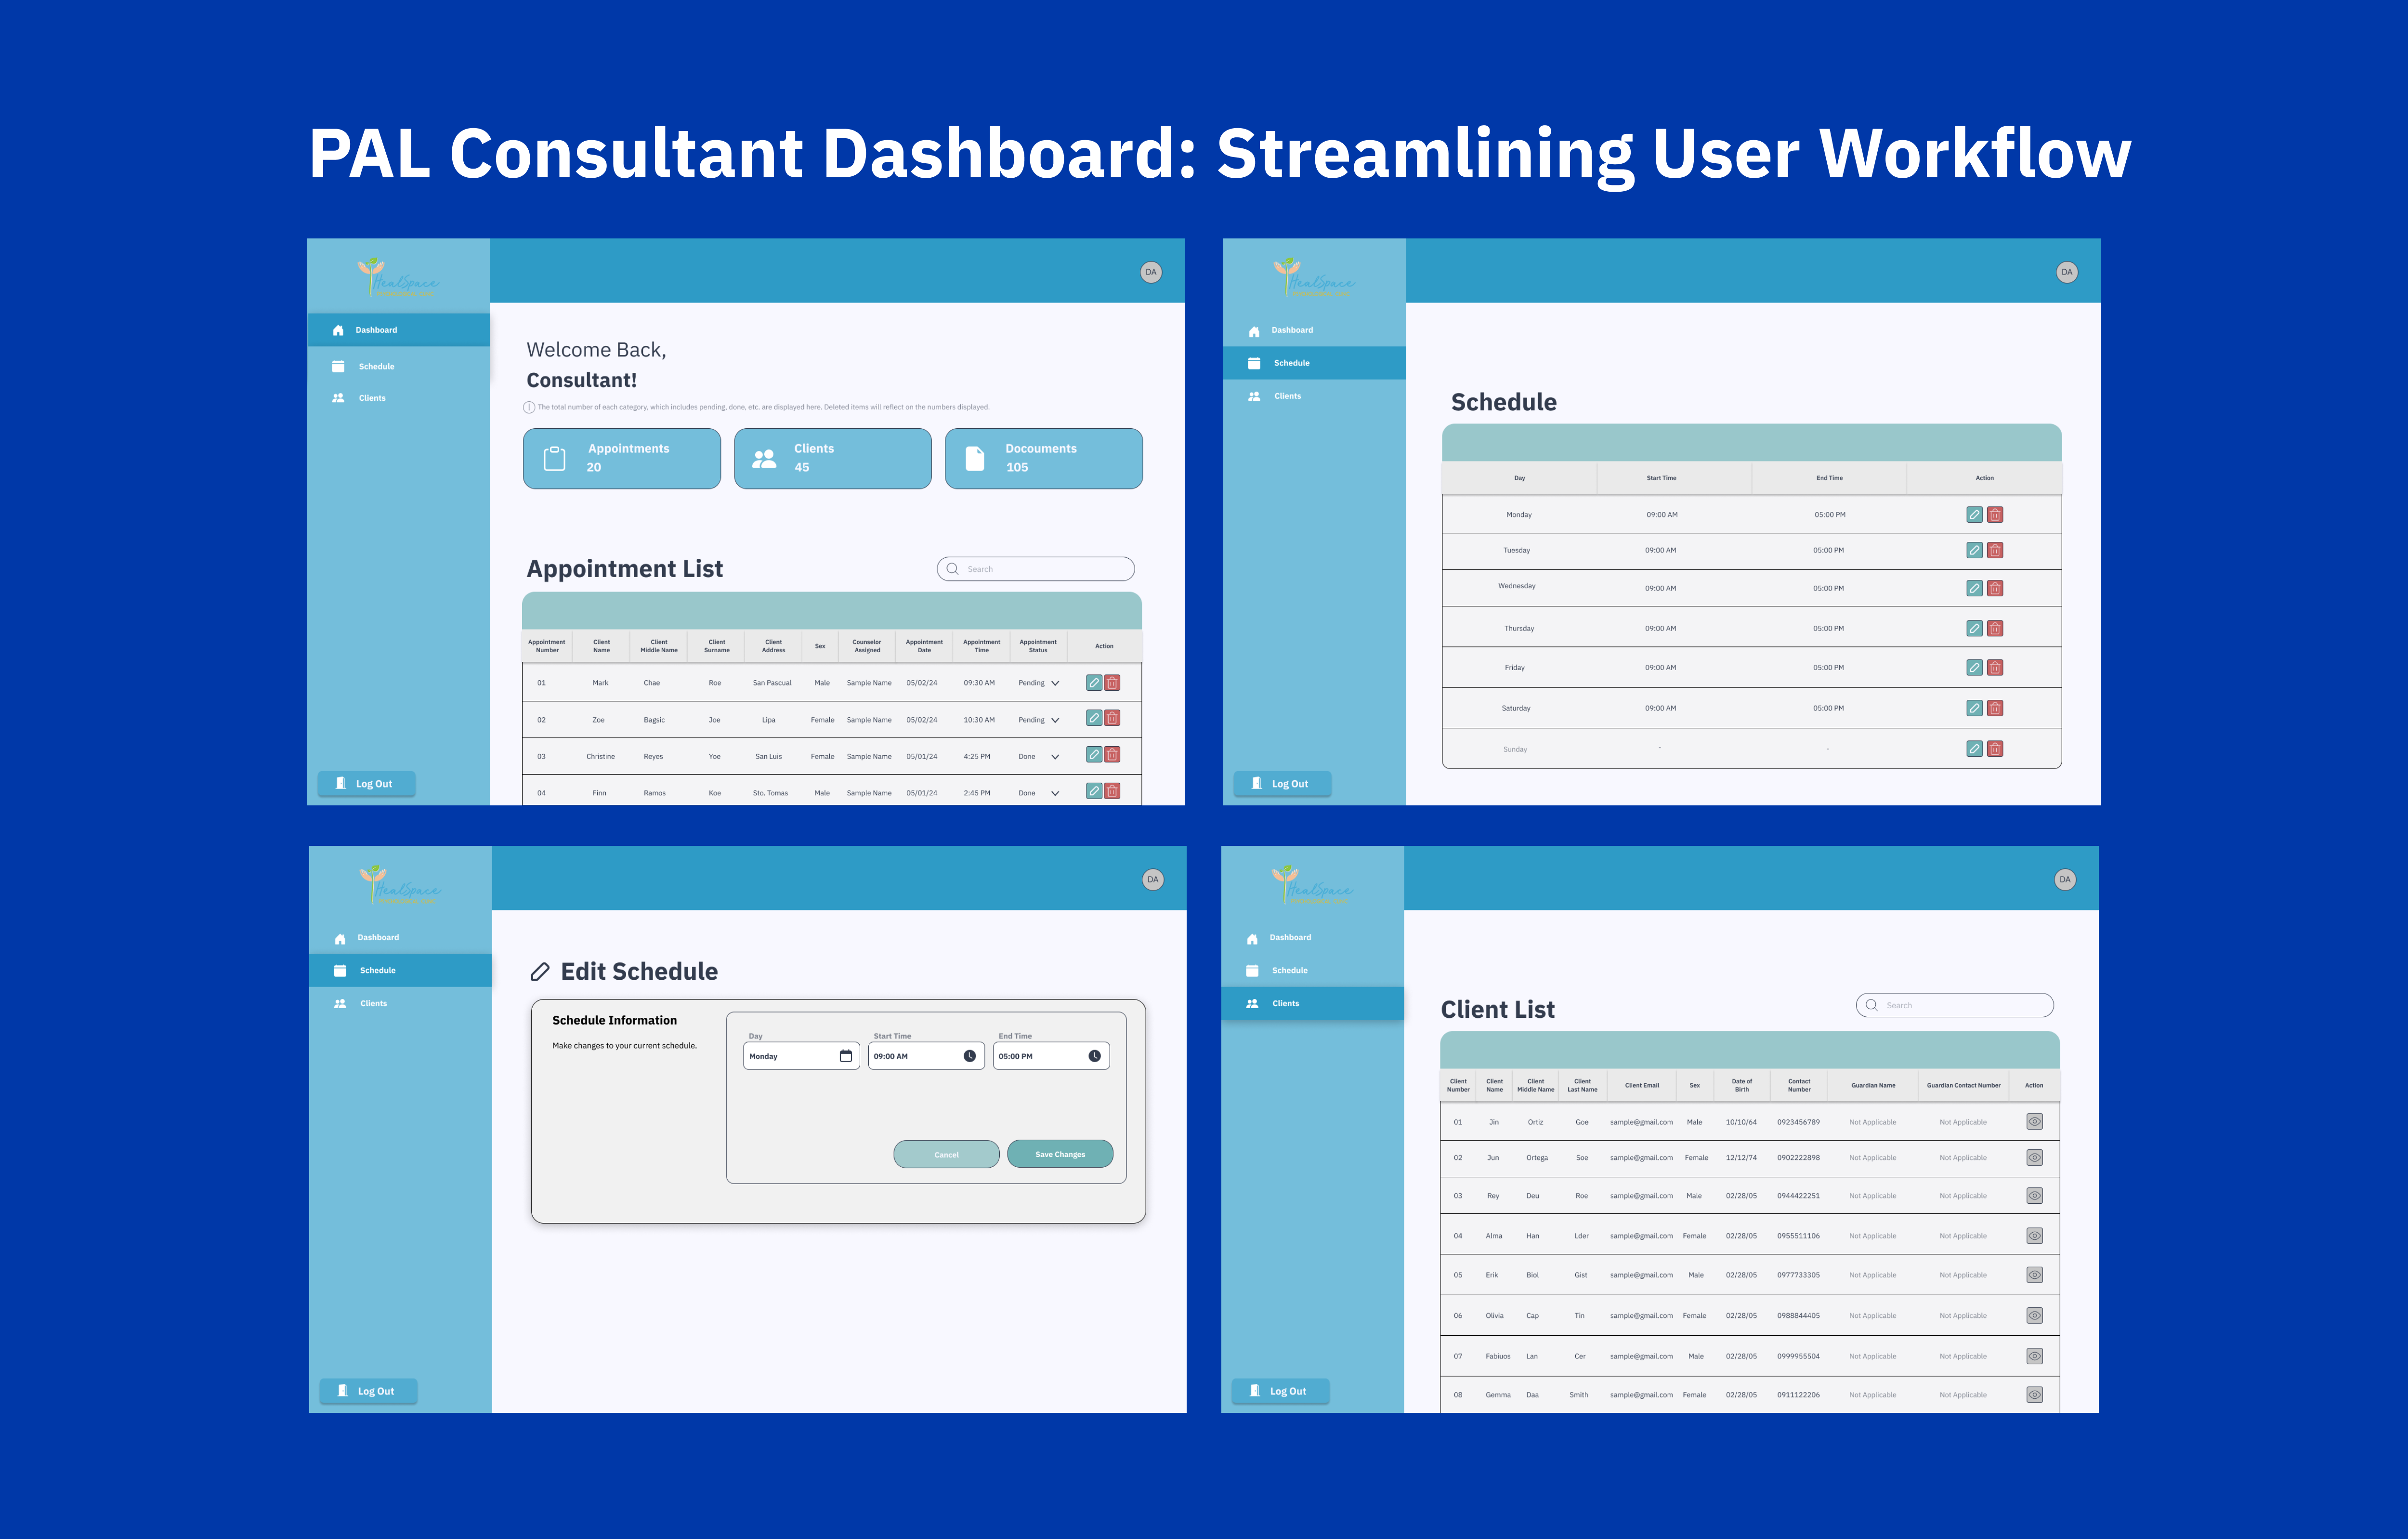 PAL Consultant Dashboard: Streamlining User Workflow
HealSpace
DA
Dashboard
Schedule
Clients
Log Out
Welcome Back,
Consultant!
The total number of each category, which includes pending, done, etc. are displayed here. Deleted items will reflect on the numbers displayed.
Appointments
20
Clients
45
Docouments
105
Appointment List
Search
Appointment Number Client Name Client Middle Name Client Surname Client Address Sex Counselor Assigned Appointment Date Appointment Time Appointment Status Action
01 Mark Chae Roe San Pascual Male Sample Name 05/02/24 09:30 AM Pending
02 Zoe Bagsic Joe Lipa Female Sample Name 05/02/24 10:30 AM Pending
03 Christine Reyes Yoe San Luis Female Sample Name 05/01/24 4:25 PM Done
04 Finn Ramos Koe Sto. Tomas Male Sample Name 05/01/24 2:45 PM Done
HealSpace
DA
Dashboard
Schedule
Clients
Log Out
Schedule
Day Start Time End Time Action
Monday 09:00 AM 05:00 PM
Tuesday 09:00 AM 05:00 PM
Wednesday 09:00 AM 05:00 PM
Thursday 09:00 AM 05:00 PM
Friday 09:00 AM 05:00 PM
Saturday 09:00 AM 05:00 PM
Sunday - -
HealSpace
DA
Dashboard
Schedule
Clients
Log Out
Edit Schedule
Schedule Information
Make changes to your current schedule.
Day Start Time End Time
Monday 09:00 AM 05:00 PM
Cancel Save Changes
HealSpace
DA
Dashboard
Schedule
Clients
Log Out
Client List
Search
Client Number Client Name Client Middle Name Client Last Name Client Email Sex Date of Birth Contact Number Guardian Name Guardian Contact Number Action
01 Jin Ortiz Goe sample@gmail.com Male 10/10/64 0923456789 Not Applicable Not Applicable
02 Jun Ortega Soe sample@gmail.com Female 12/12/74 0902222898 Not Applicable Not Applicable
03 Rey Deu Roe sample@gmail.com Male 02/28/05 0944422251 Not Applicable Not Applicable
04 Alma Han Lder sample@gmail.com Female 02/28/05 0955511106 Not Applicable Not Applicable
05 Erik Biol Gist sample@gmail.com Male 02/28/05 0977733305 Not Applicable Not Applicable
06 Olivia Cap Tin sample@gmail.com Female 02/28/05 0988844405 Not Applicable Not Applicable
07 Fabiuos Lan Cer sample@gmail.com Male 02/28/05 0999955504 Not Applicable Not Applicable
08 Gemma Daa Smith sample@gmail.com Female 02/28/05 0911122206 Not Applicable Not Applicable